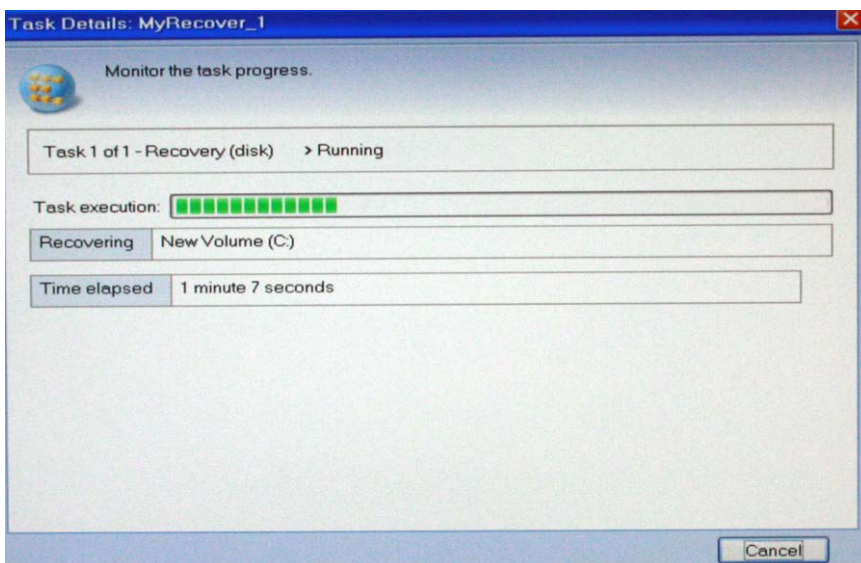 Task Details: MyRecover_1
Monitor the task progress.
Task 1 of 1 - Recovery (disk) > Running
Task execution:
Recovering New Volume (C:)
Time elapsed 1 minute 7 seconds
Cancel